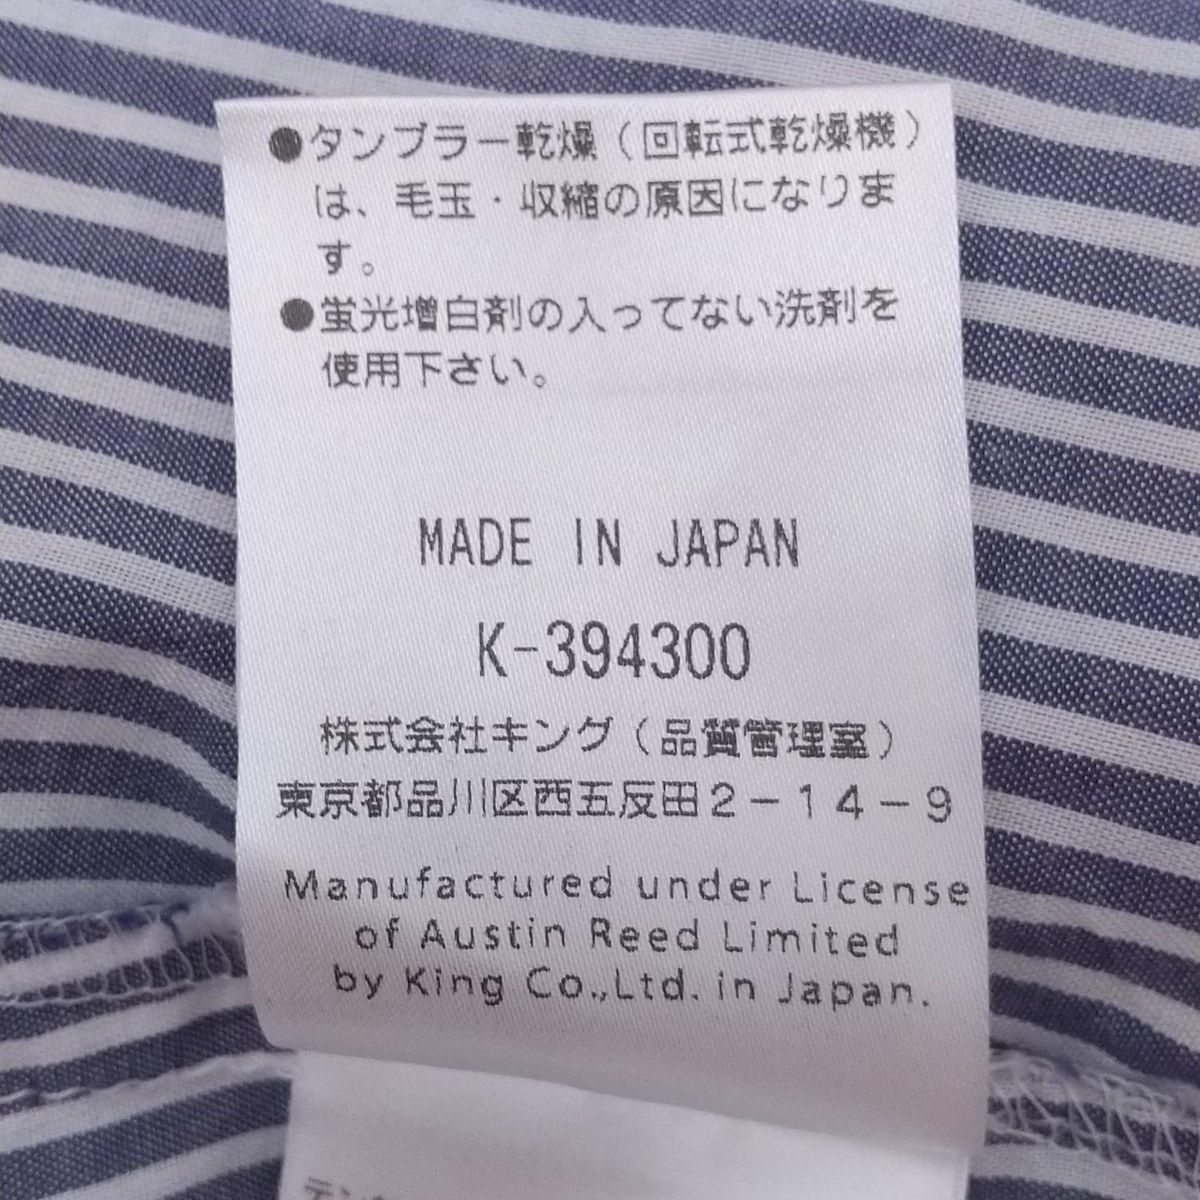 ●タンブラー乾燥（回転式乾燥機）
は、毛玉・収縮の原因になりま
す。
●蛍光増白剤の入ってない洗剤を
使用下さい。
MADE IN JAPAN
K-394300
株式会社キング（品質管理室）
東京都品川区西五反田２－１４－９
Manufactured under License
of Austin Reed Limited
by King Co.,Ltd. in Japan.